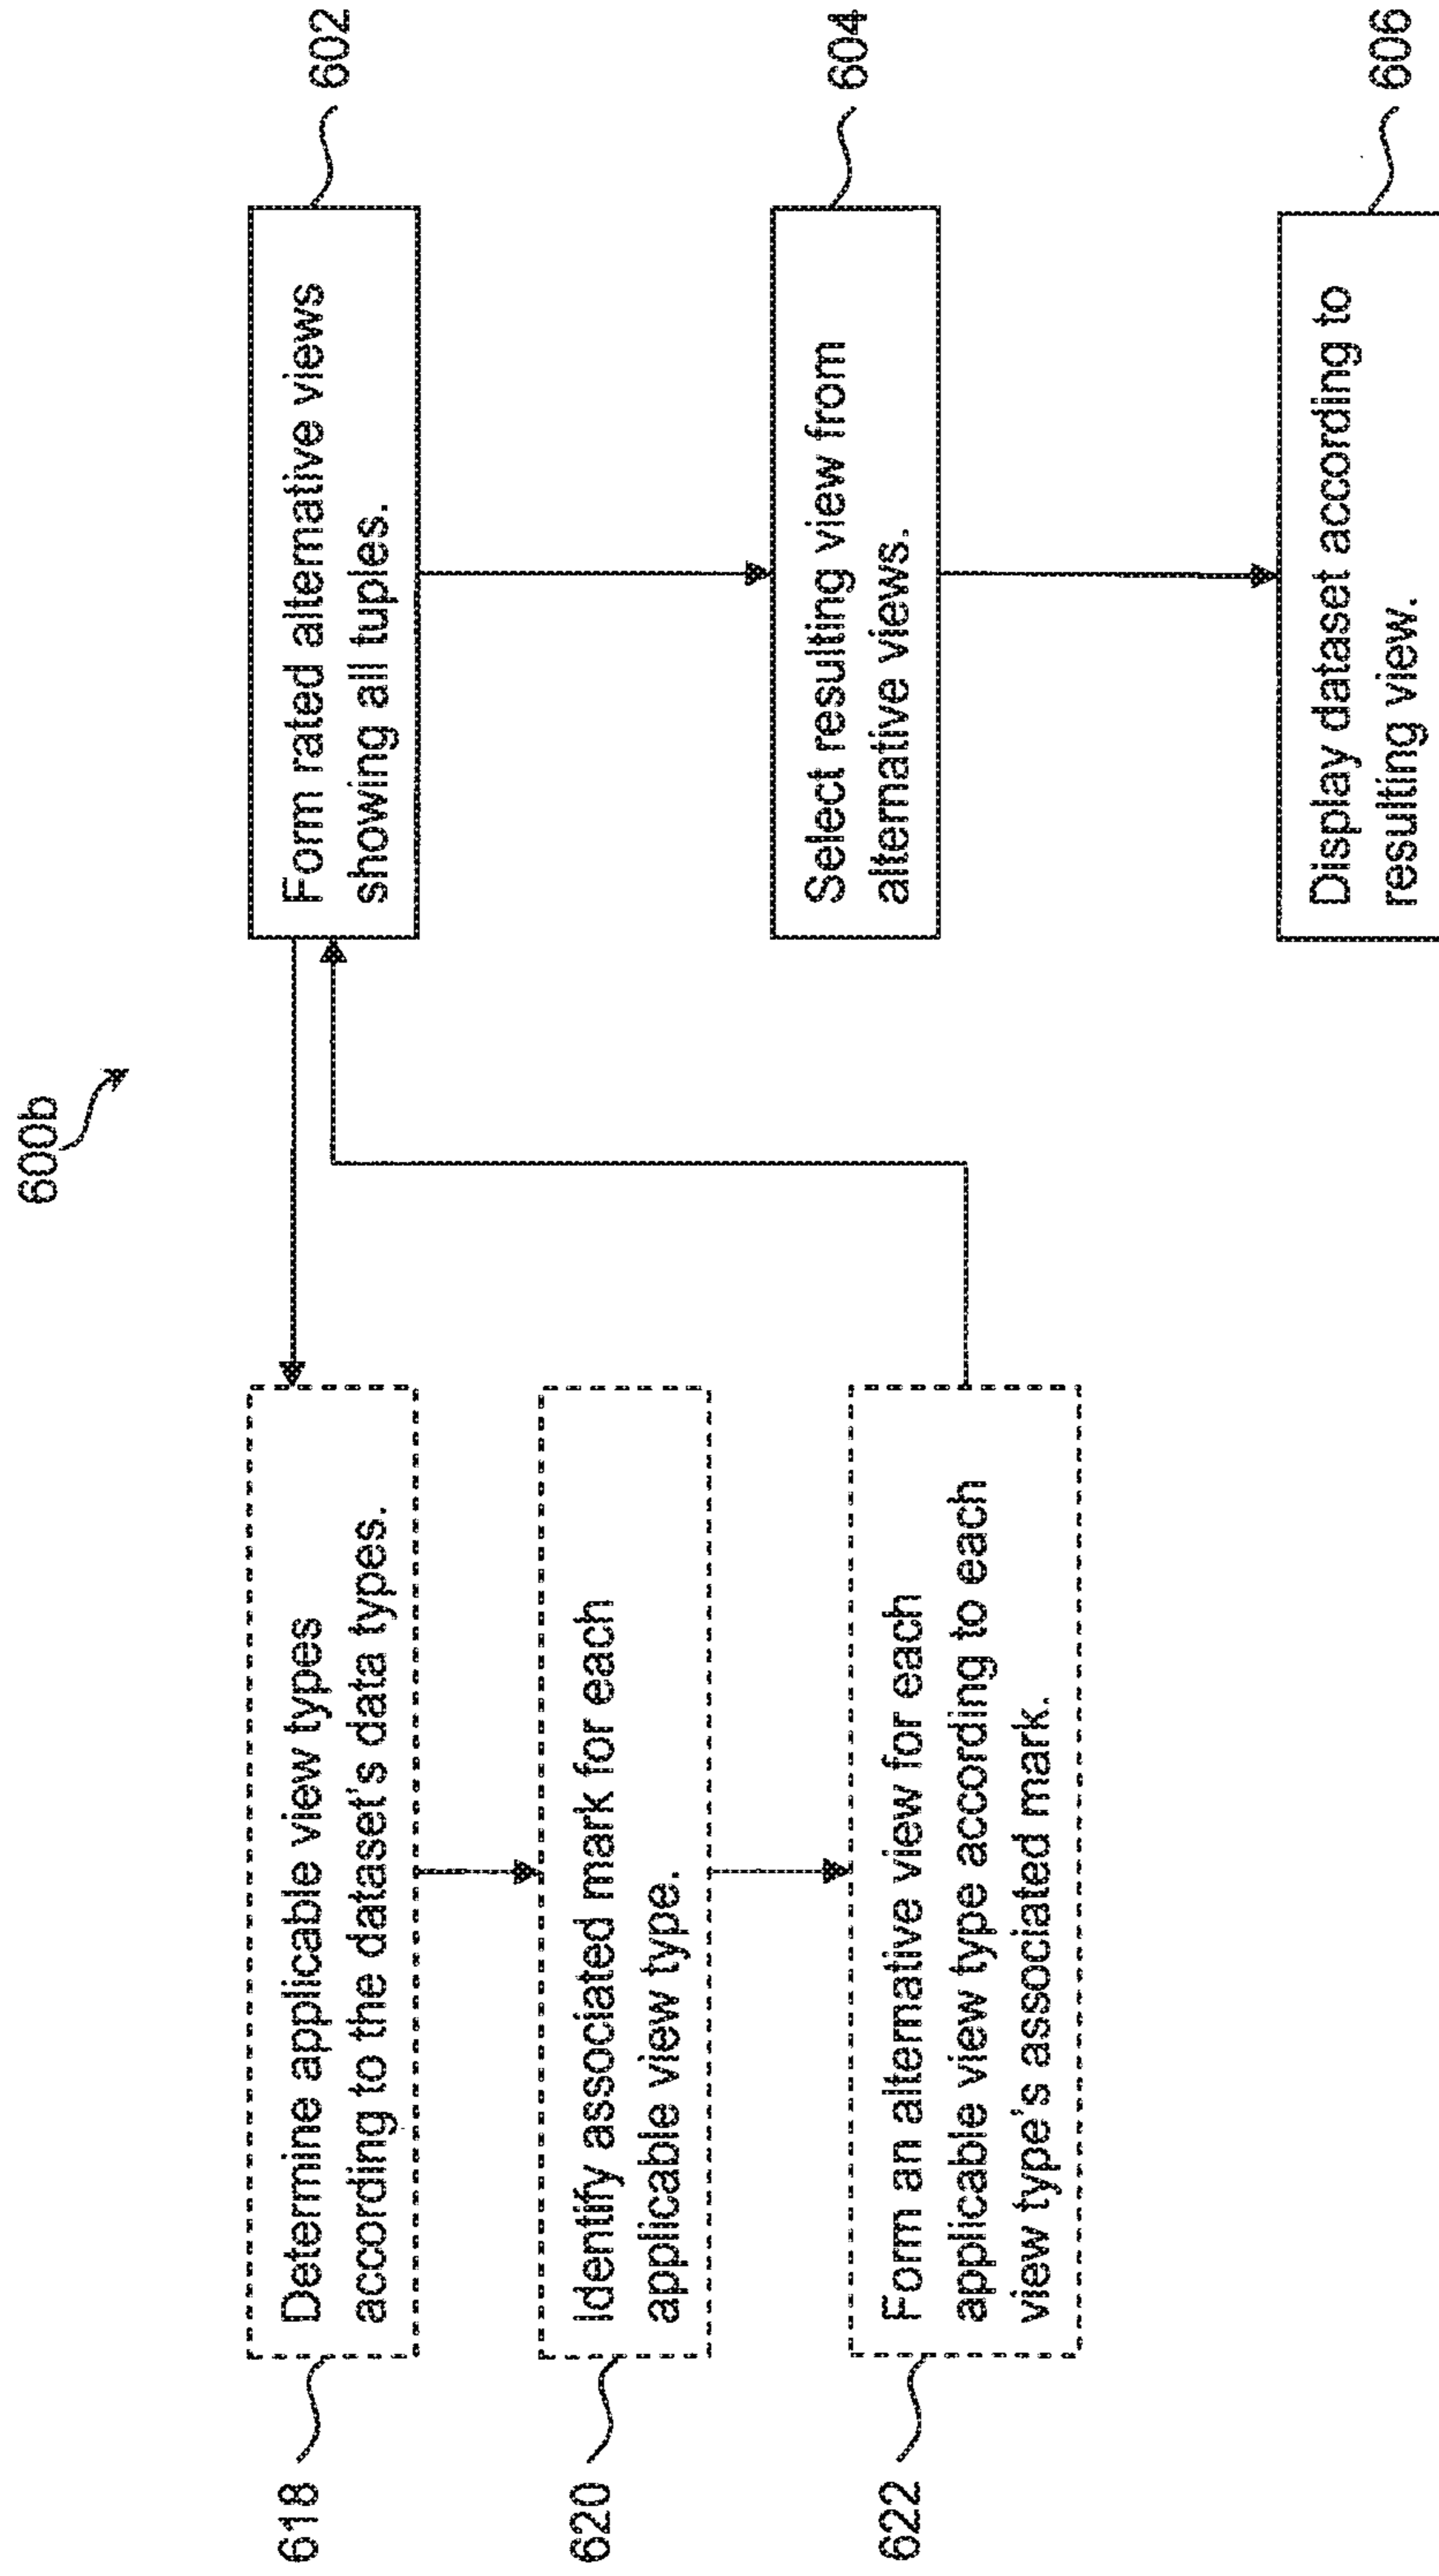 600b
618
Determine applicable view types
according to the dataset's data types.
620
Identify associated mark for each
applicable view type.
622
Form an alternative view for each
applicable view type according to each
view type's associated mark.
Form rated alternative views
showing all tuples.
602
Select resulting view from
alternative views.
604
Display dataset according to
resulting view.
606